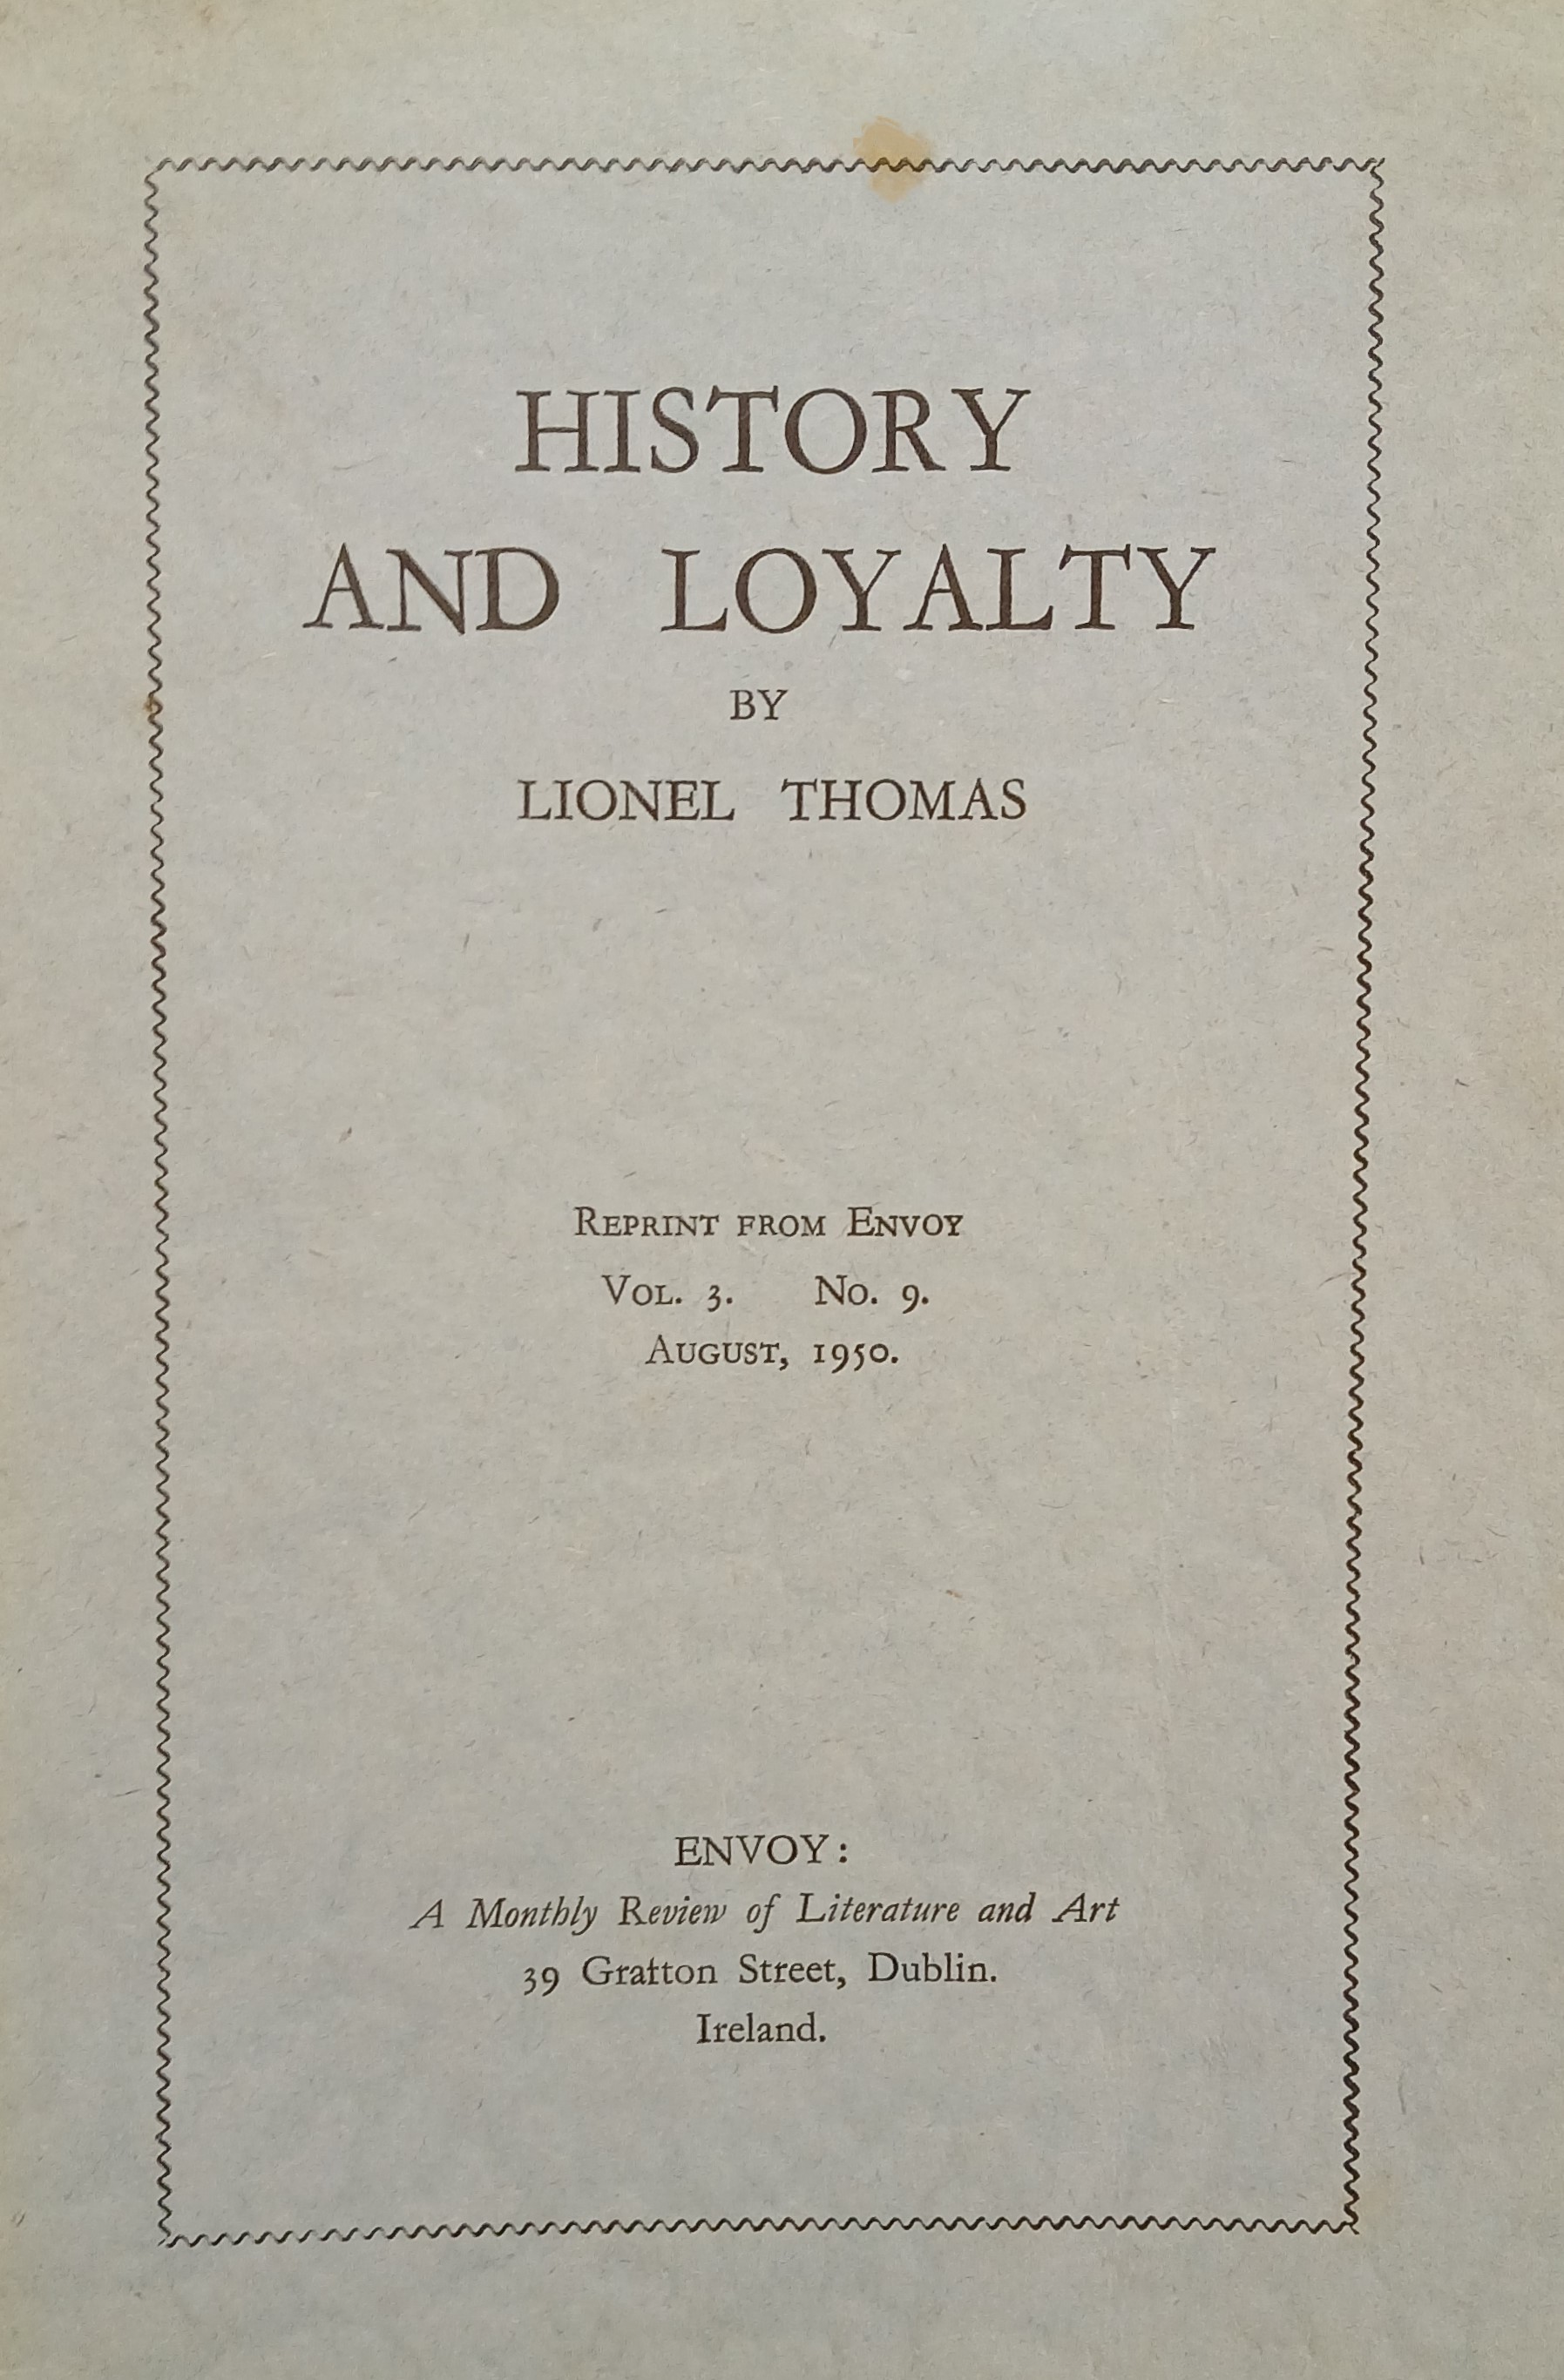 HISTORY
AND LOYALTY
BY
LIONEL THOMAS
REPRINT FROM ENVOY
VOL. 3. NO. 9.
AUGUST, 1950.
ENVOY:
A Monthly Review of Literature and Art
39 Gratton Street, Dublin.
Ireland.